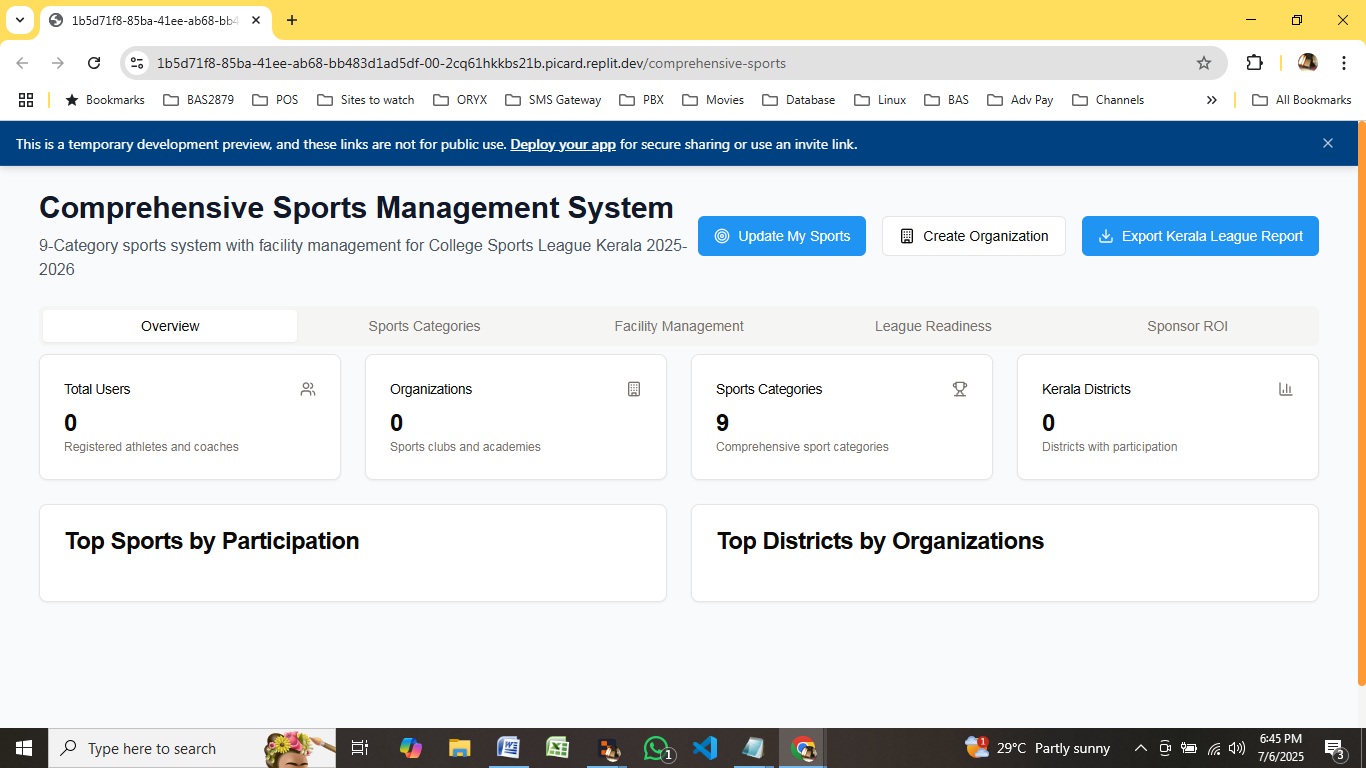 1b5d71f8-85ba-41ee-ab68-bb4
1b5d71f8-85ba-41ee-ab68-bb483d1ad5df-00-2cq61hkkbs21b.picard.replit.dev/comprehensive-sports
Bookmarks BAS2879 POS Sites to watch ORYX SMS Gateway PBX Movies Database Linux BAS Adv Pay Channels All Bookmarks
This is a temporary development preview, and these links are not for public use. Deploy your app for secure sharing or use an invite link.
Comprehensive Sports Management System
9-Category sports system with facility management for College Sports League Kerala 2025-
2026
Update My Sports Create Organization Export Kerala League Report
Overview Sports Categories Facility Management League Readiness Sponsor ROI
Total Users Organizations Sports Categories Kerala Districts
0 0 9 0
Registered athletes and coaches Sports clubs and academies Comprehensive sport categories Districts with participation
Top Sports by Participation Top Districts by Organizations
Type here to search 1 1 29°C Partly sunny 6:45 PM
7/6/2025 3